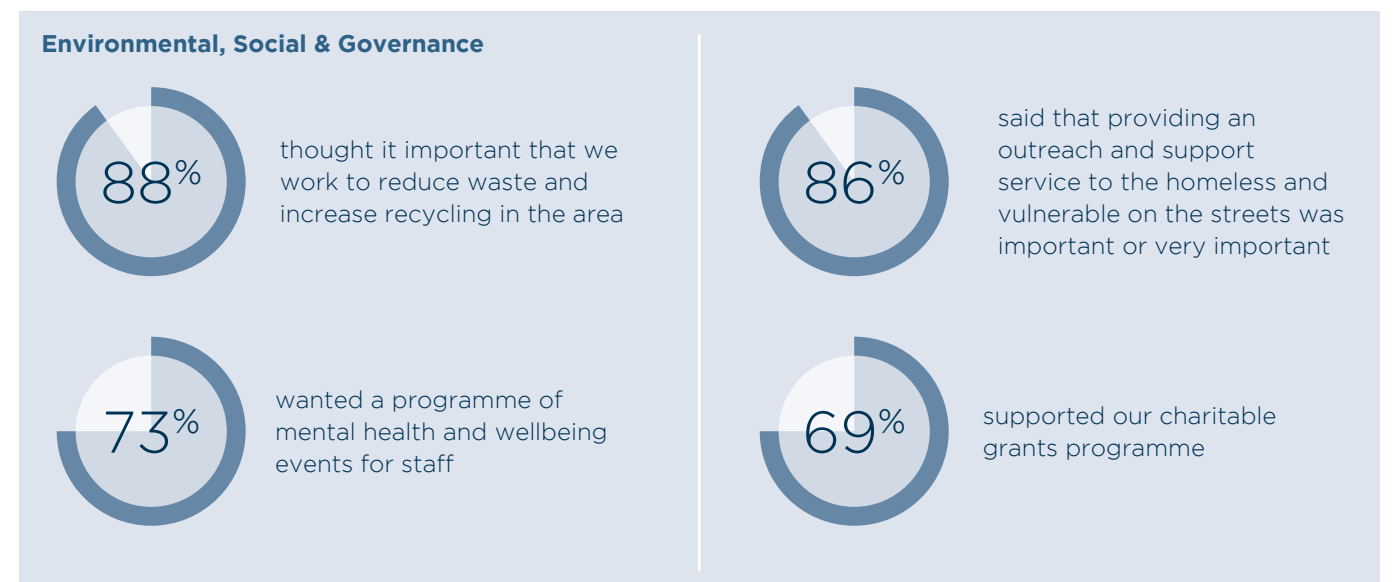 Environmental, Social & Governance
88%
thought it important that we
work to reduce waste and
increase recycling in the area
86%
said that providing an
outreach and support
service to the homeless and
vulnerable on the streets was
important or very important
73%
wanted a programme of
mental health and wellbeing
events for staff
69%
supported our charitable
grants programme